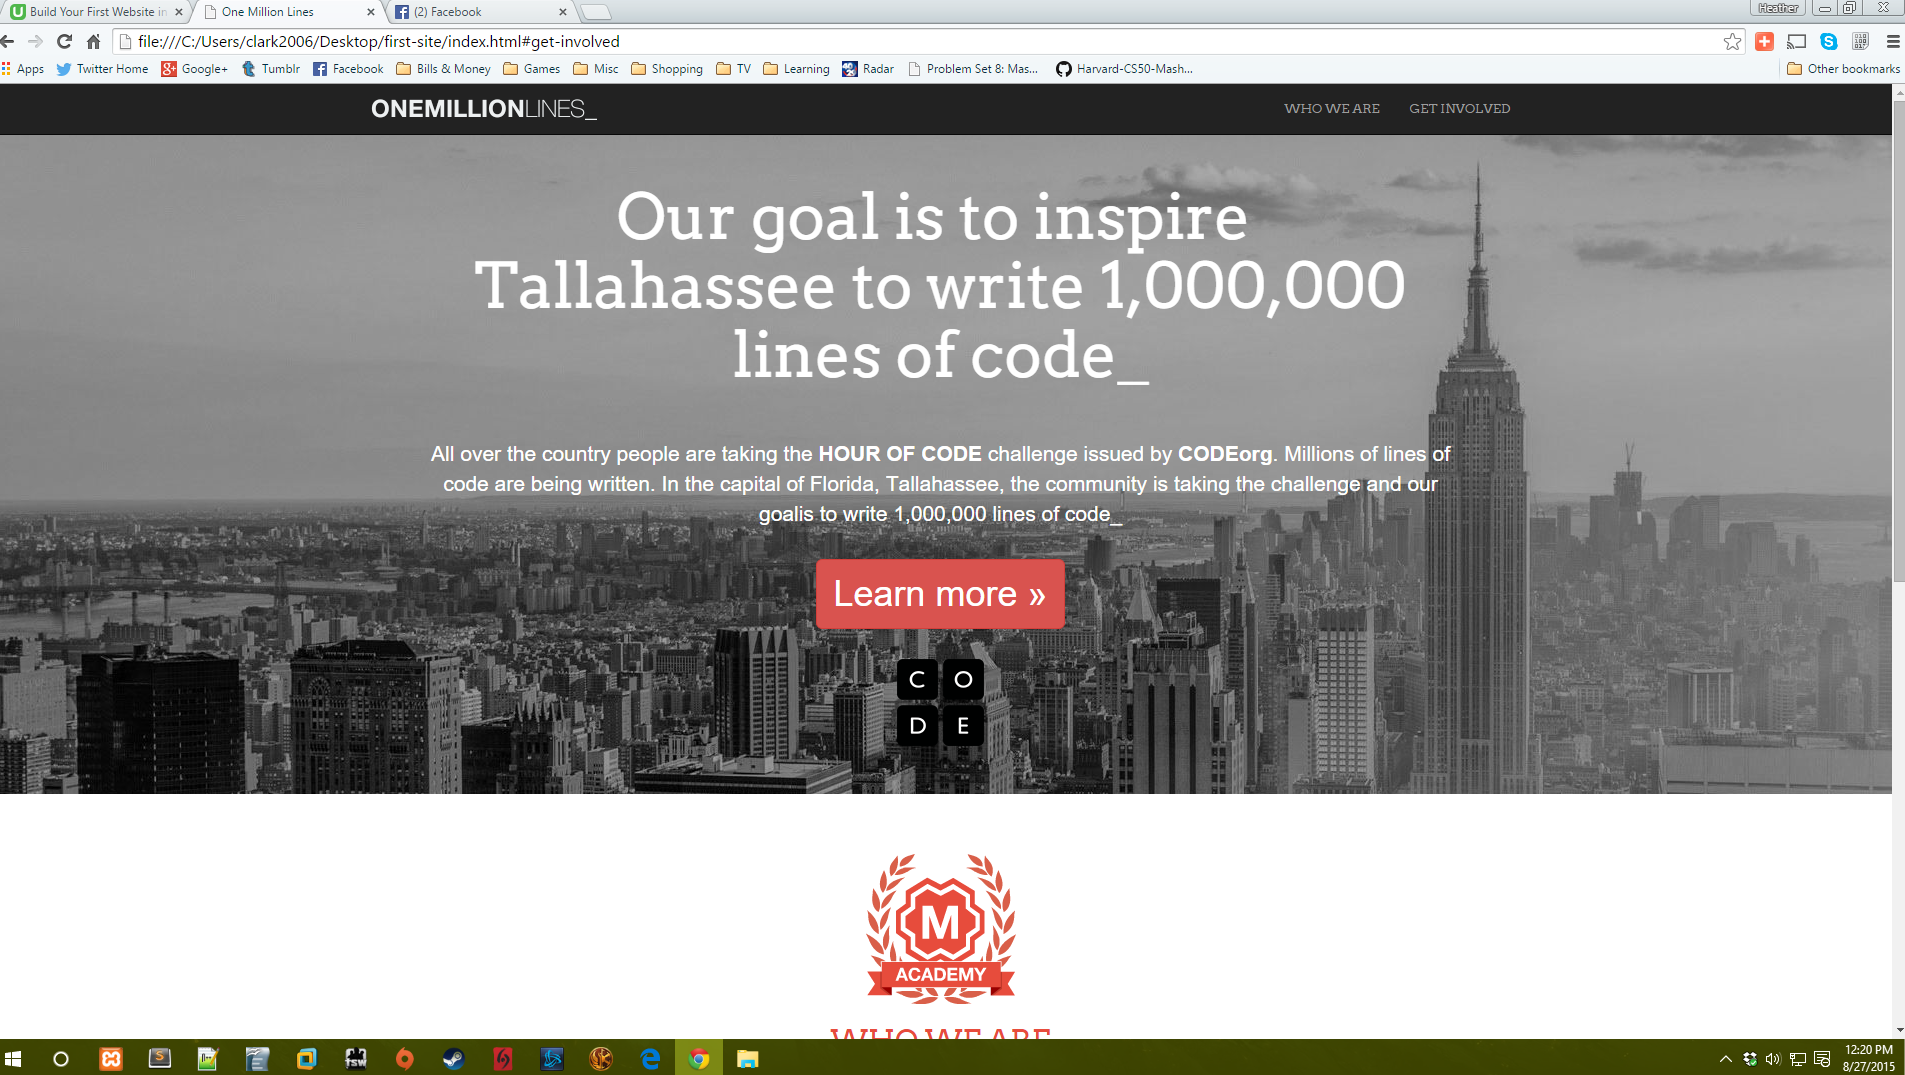 Build Your First Website in
One Million Lines
(2) Facebook
Heather
file:///C:/Users/clark2006/Desktop/first-site/index.html#get-involved
Apps
Twitter Home
Google+
Tumblr
Facebook
Bills & Money
Games
Misc
Shopping
TV
Learning
Radar
Problem Set 8: Mas...
Harvard-CS50-Mash...
Other bookmarks
ONEMILLIONLINES_
WHO WE ARE
GET INVOLVED
Our goal is to inspire
Tallahassee to write 1,000,000
lines of code_
All over the country people are taking the HOUR OF CODE challenge issued by CODEorg. Millions of lines of
code are being written. In the capital of Florida, Tallahassee, the community is taking the challenge and our
goalis to write 1,000,000 lines of code_
Learn more »
C O
D E
M
ACADEMY
WHO WE ARE
TSW
12:20 PM
8/27/2015